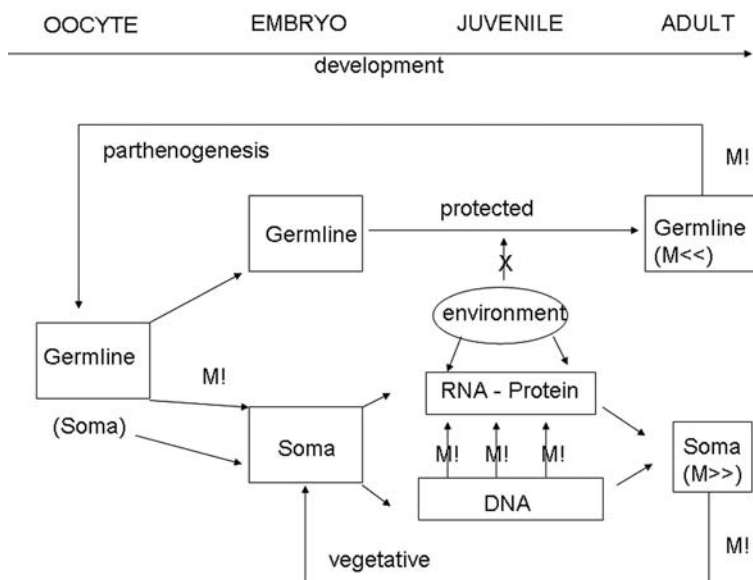 OOCYTE EMBRYO JUVENILE ADULT
development
parthenogenesis M!
protected
Germline Germline
(M<<)
X
environment
Germline
M!
RNA - Protein
(Soma)
Soma Soma
M! M! M! (M>>)
DNA
M!
vegetative